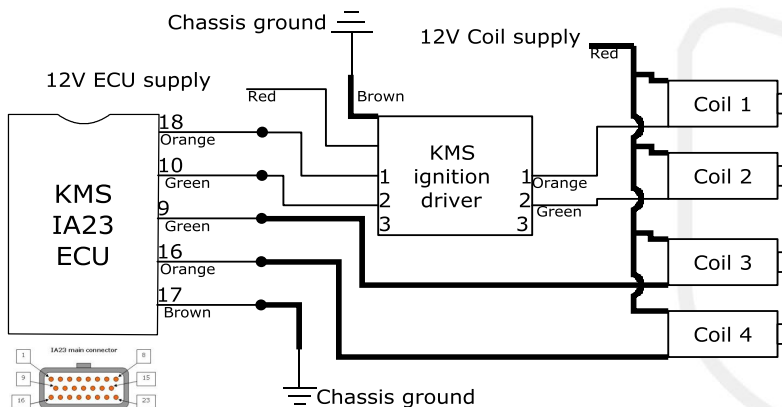 Chassis ground
12V Coil supply
Red
12V ECU supply
Red
Brown
Coil 1
18
Orange
KMS
ignition
driver
1
1
Orange
Coil 2
10
Green
2
2
Green
KMS
IA23
ECU
9
Green
3
3
Coil 3
16
Orange
17
Brown
Coil 4
IA23 main connector
1
8
9
15
16
23
Chassis ground